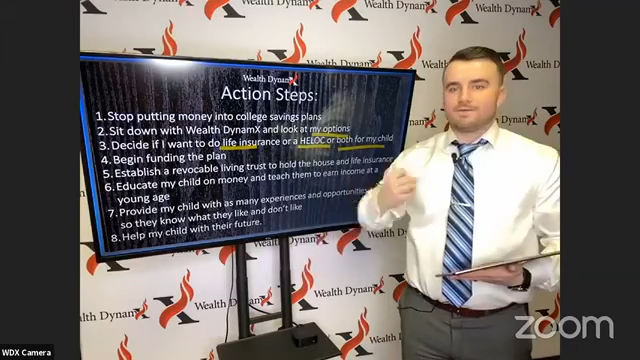 Wealth DynamX
Action Steps:
1. Stop putting money into college savings plans
2. Sit down with Wealth DynamX and look at my options
3. Decide if I want to do life insurance or a HELOC or both for my child
4. Begin funding the plan
5. Establish a revocable living trust to hold the house and life insurance
6. Educate my child on money and teach them to earn income at a
young age
7. Provide my child with as many experiences and opportunities
so they know what they like and don't like
8. Help my child with their future.
Wealth DynamX
Wealth DynamX
Wealth DynamX
WDX Camera
zoom